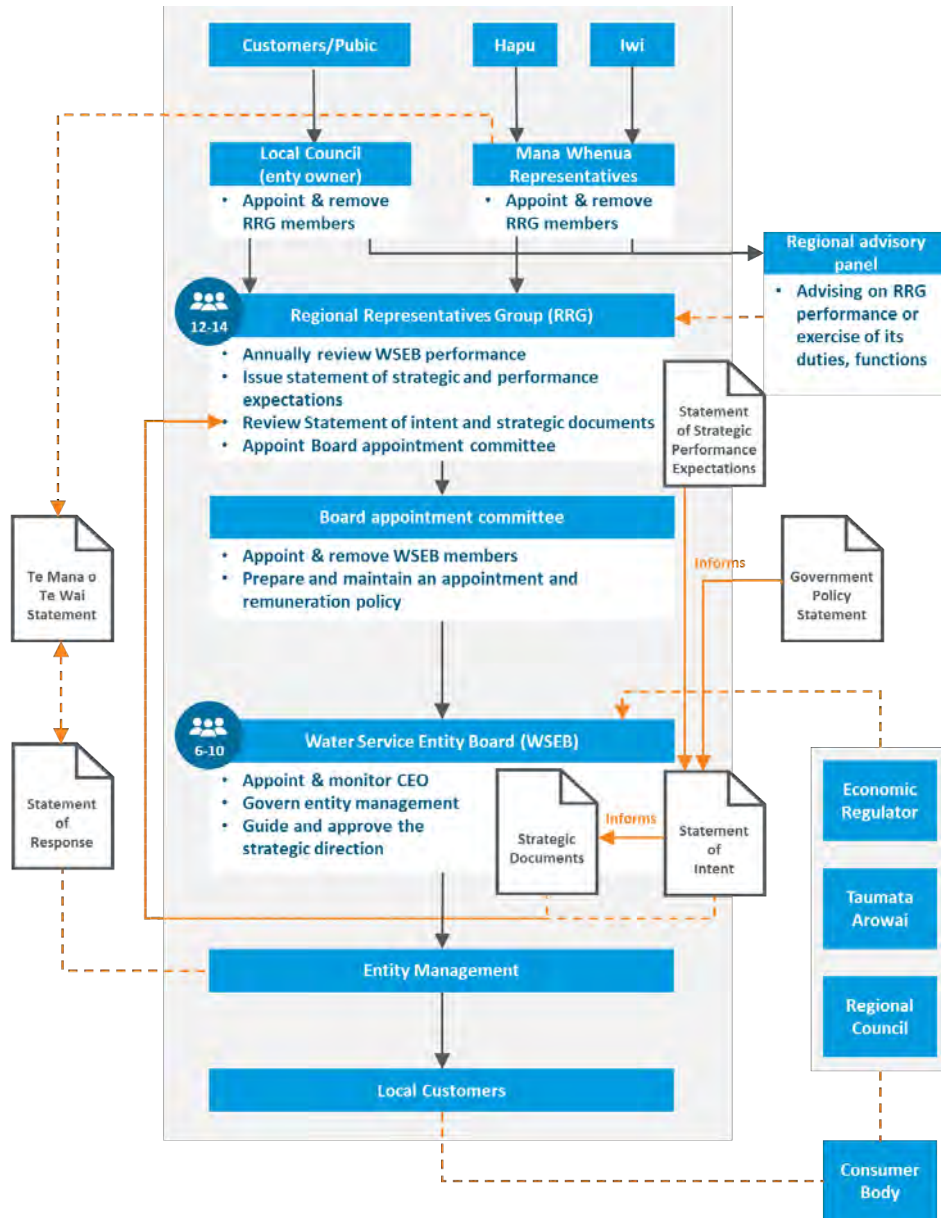 Customers/Pubic
Hapu
Iwi
Local Council
(enty owner)
• Appoint & remove
RRG members
Mana Whenua
Representatives
• Appoint & remove
RRG members
Regional advisory
panel
• Advising on RRG
performance or
exercise of its
duties, functions
12-14
Regional Representatives Group (RRG)
• Annually review WSEB performance
• Issue statement of strategic and performance
expectations
• Review Statement of intent and strategic documents
• Appoint Board appointment committee
Statement
of Strategic
Performance
Expectations
Board appointment committee
• Appoint & remove WSEB members
• Prepare and maintain an appointment and
remuneration policy
Te Mana o
Te Wai
Statement
Informs
Government
Policy
Statement
6-10
Water Service Entity Board (WSEB)
• Appoint & monitor CEO
• Govern entity management
• Guide and approve the
strategic direction
Statement
of
Response
Strategic
Documents
Informs
Statement
of
Intent
Economic
Regulator
Taumata
Arowai
Regional
Council
Entity Management
Local Customers
Consumer
Body